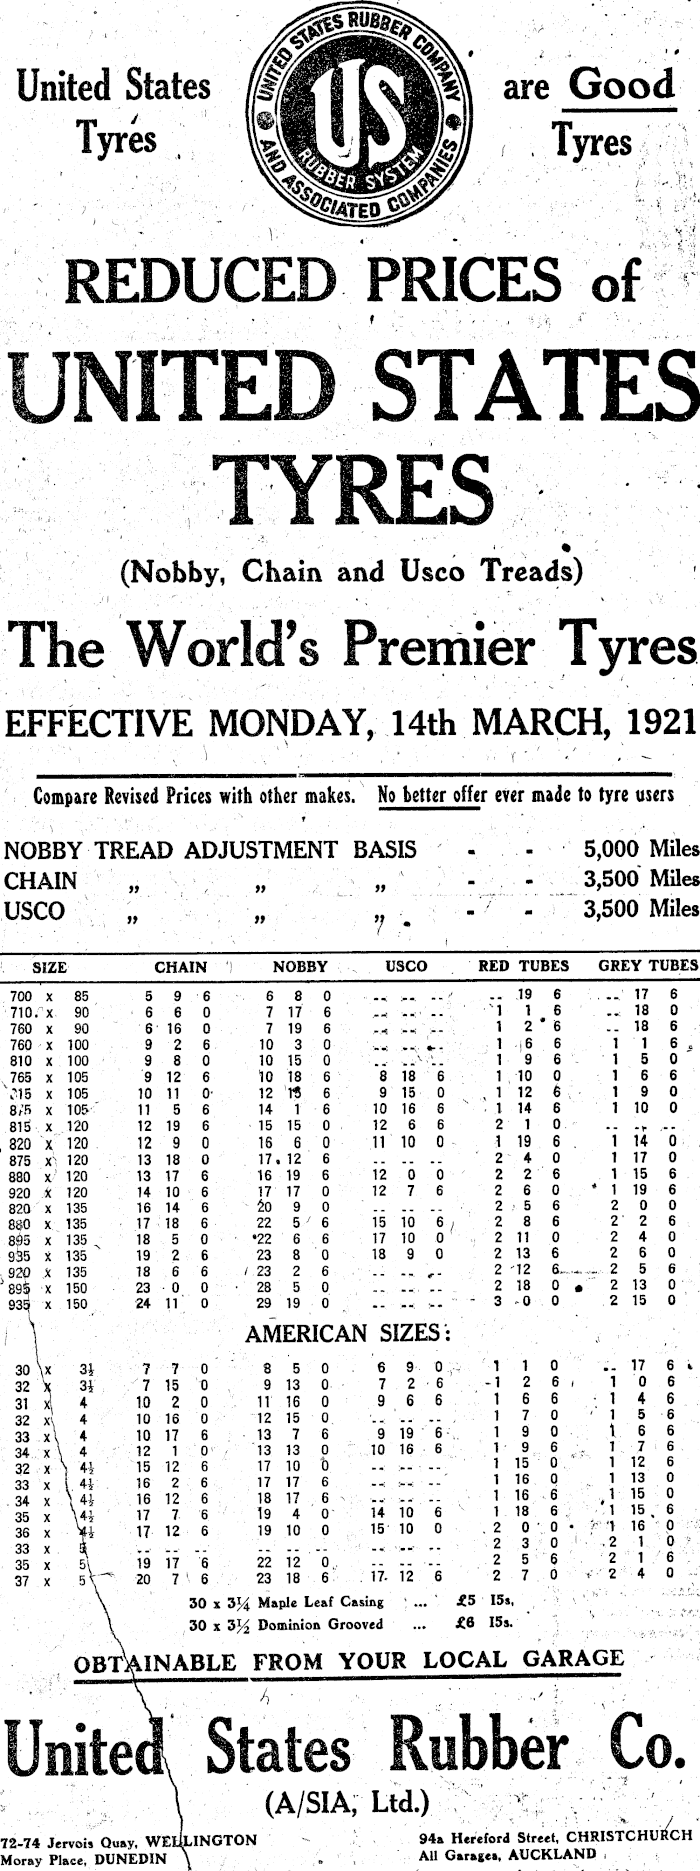 United States are Good
Tyres Tyres
UNITED STATES RUBBER COMPANY
US
RUBBER SYSTEM
AND ASSOCIATED COMPANIES
REDUCED PRICES of
UNITED STATES
TYRES
(Nobby, Chain and Usco Treads)
The World's Premier Tyres
EFFECTIVE MONDAY, 14th MARCH, 1921
Compare Revised Prices with other makes. No better offer ever made to tyre users
NOBBY TREAD ADJUSTMENT BASIS - - 5,000 Miles
CHAIN „ „ „ - - 3,500 Miles
USCO „ „ „ - - 3,500 Miles
SIZE CHAIN NOBBY USCO RED TUBES GREY TUBES
700 x 85 5 9 6 6 8 0 .. .. .. .. 19 6 .. 17 6
710 x 90 6 6 0 7 17 6 .. .. .. 1 1 6 .. 18 0
760 x 90 6 16 0 7 19 6 .. .. .. 1 2 6 .. 18 6
760 x 100 9 2 6 10 3 0 .. .. .. 1 6 6 1 1 6
810 x 100 9 8 0 10 15 0 .. .. .. 1 9 6 1 5 0
765 x 105 9 12 6 10 18 6 8 18 6 1 10 0 1 6 6
x 105 10 11 0 12 6 9 15 0 1 12 6 1 9 0
x 105 11 5 6 14 1 6 10 16 6 1 14 6 1 10 0
815 x 120 12 19 6 15 15 0 12 6 6 2 1 0 .. .. ..
820 x 120 12 9 0 16 6 0 11 10 0 1 19 6 1 14 0
875 x 120 13 18 0 17 12 6 .. .. .. 2 4 0 1 17 0
880 x 120 13 17 6 16 19 6 12 0 0 2 2 6 1 15 6
920 x 120 14 10 6 17 17 0 12 7 6 2 6 0 1 19 6
820 x 135 16 14 6 20 9 0 .. .. .. 2 5 6 2 0 0
880 x 135 17 18 6 22 5 6 15 10 6 2 8 6 2 2 6
895 x 135 18 5 0 22 6 6 17 10 0 2 11 0 2 4 0
935 x 135 19 2 6 23 8 0 18 9 0 2 13 6 2 6 0
920 x 135 18 6 6 23 2 6 .. .. .. 2 12 6 2 5 6
895 x 150 23 0 0 28 5 0 .. .. .. 2 18 0 2 13 0
935 x 150 24 11 0 29 19 0 .. .. .. 3 0 0 2 15 0
AMERICAN SIZES:
30 x 3½ 7 7 0 8 5 0 6 9 0 1 1 0 .. 17 6
32 x 3½ 7 15 0 9 13 0 7 2 6 1 2 6 1 0 6
31 x 4 10 2 0 11 16 0 9 6 6 1 6 6 1 4 6
32 x 4 10 16 0 12 15 0 .. .. .. 1 7 0 1 5 6
33 x 4 10 17 6 13 7 6 9 19 6 1 9 0 1 6 6
34 x 4 12 1 0 13 13 0 10 16 6 1 9 6 1 7 6
32 x 4½ 15 12 6 17 10 0 .. .. .. 1 15 0 1 12 6
33 x 4½ 16 2 6 17 17 6 .. .. .. 1 16 0 1 13 0
34 x 4½ 16 12 6 18 17 6 .. .. .. 1 16 6 1 15 0
35 x 4½ 17 7 6 19 4 0 14 10 6 1 18 6 1 15 6
36 x 4½ 17 12 6 19 10 0 15 10 0 2 0 0 1 16 0
33 x 5 .. .. .. .. .. .. .. .. .. 2 3 0 2 1 0
35 x 5 19 17 6 22 12 0 .. .. .. 2 5 6 2 1 6
37 x 5 20 7 6 23 18 6 17 12 6 2 7 0 2 4 0
30 x 3¼ Maple Leaf Casing ... £5 15s.
30 x 3½ Dominion Grooved ... £6 15s.
OBTAINABLE FROM YOUR LOCAL GARAGE
United States Rubber Co.
(A/SIA, Ltd.)
72-74 Jervois Quay, WELLINGTON 94a Hereford Street, CHRISTCHURCH
Moray Place, DUNEDIN All Garages, AUCKLAND